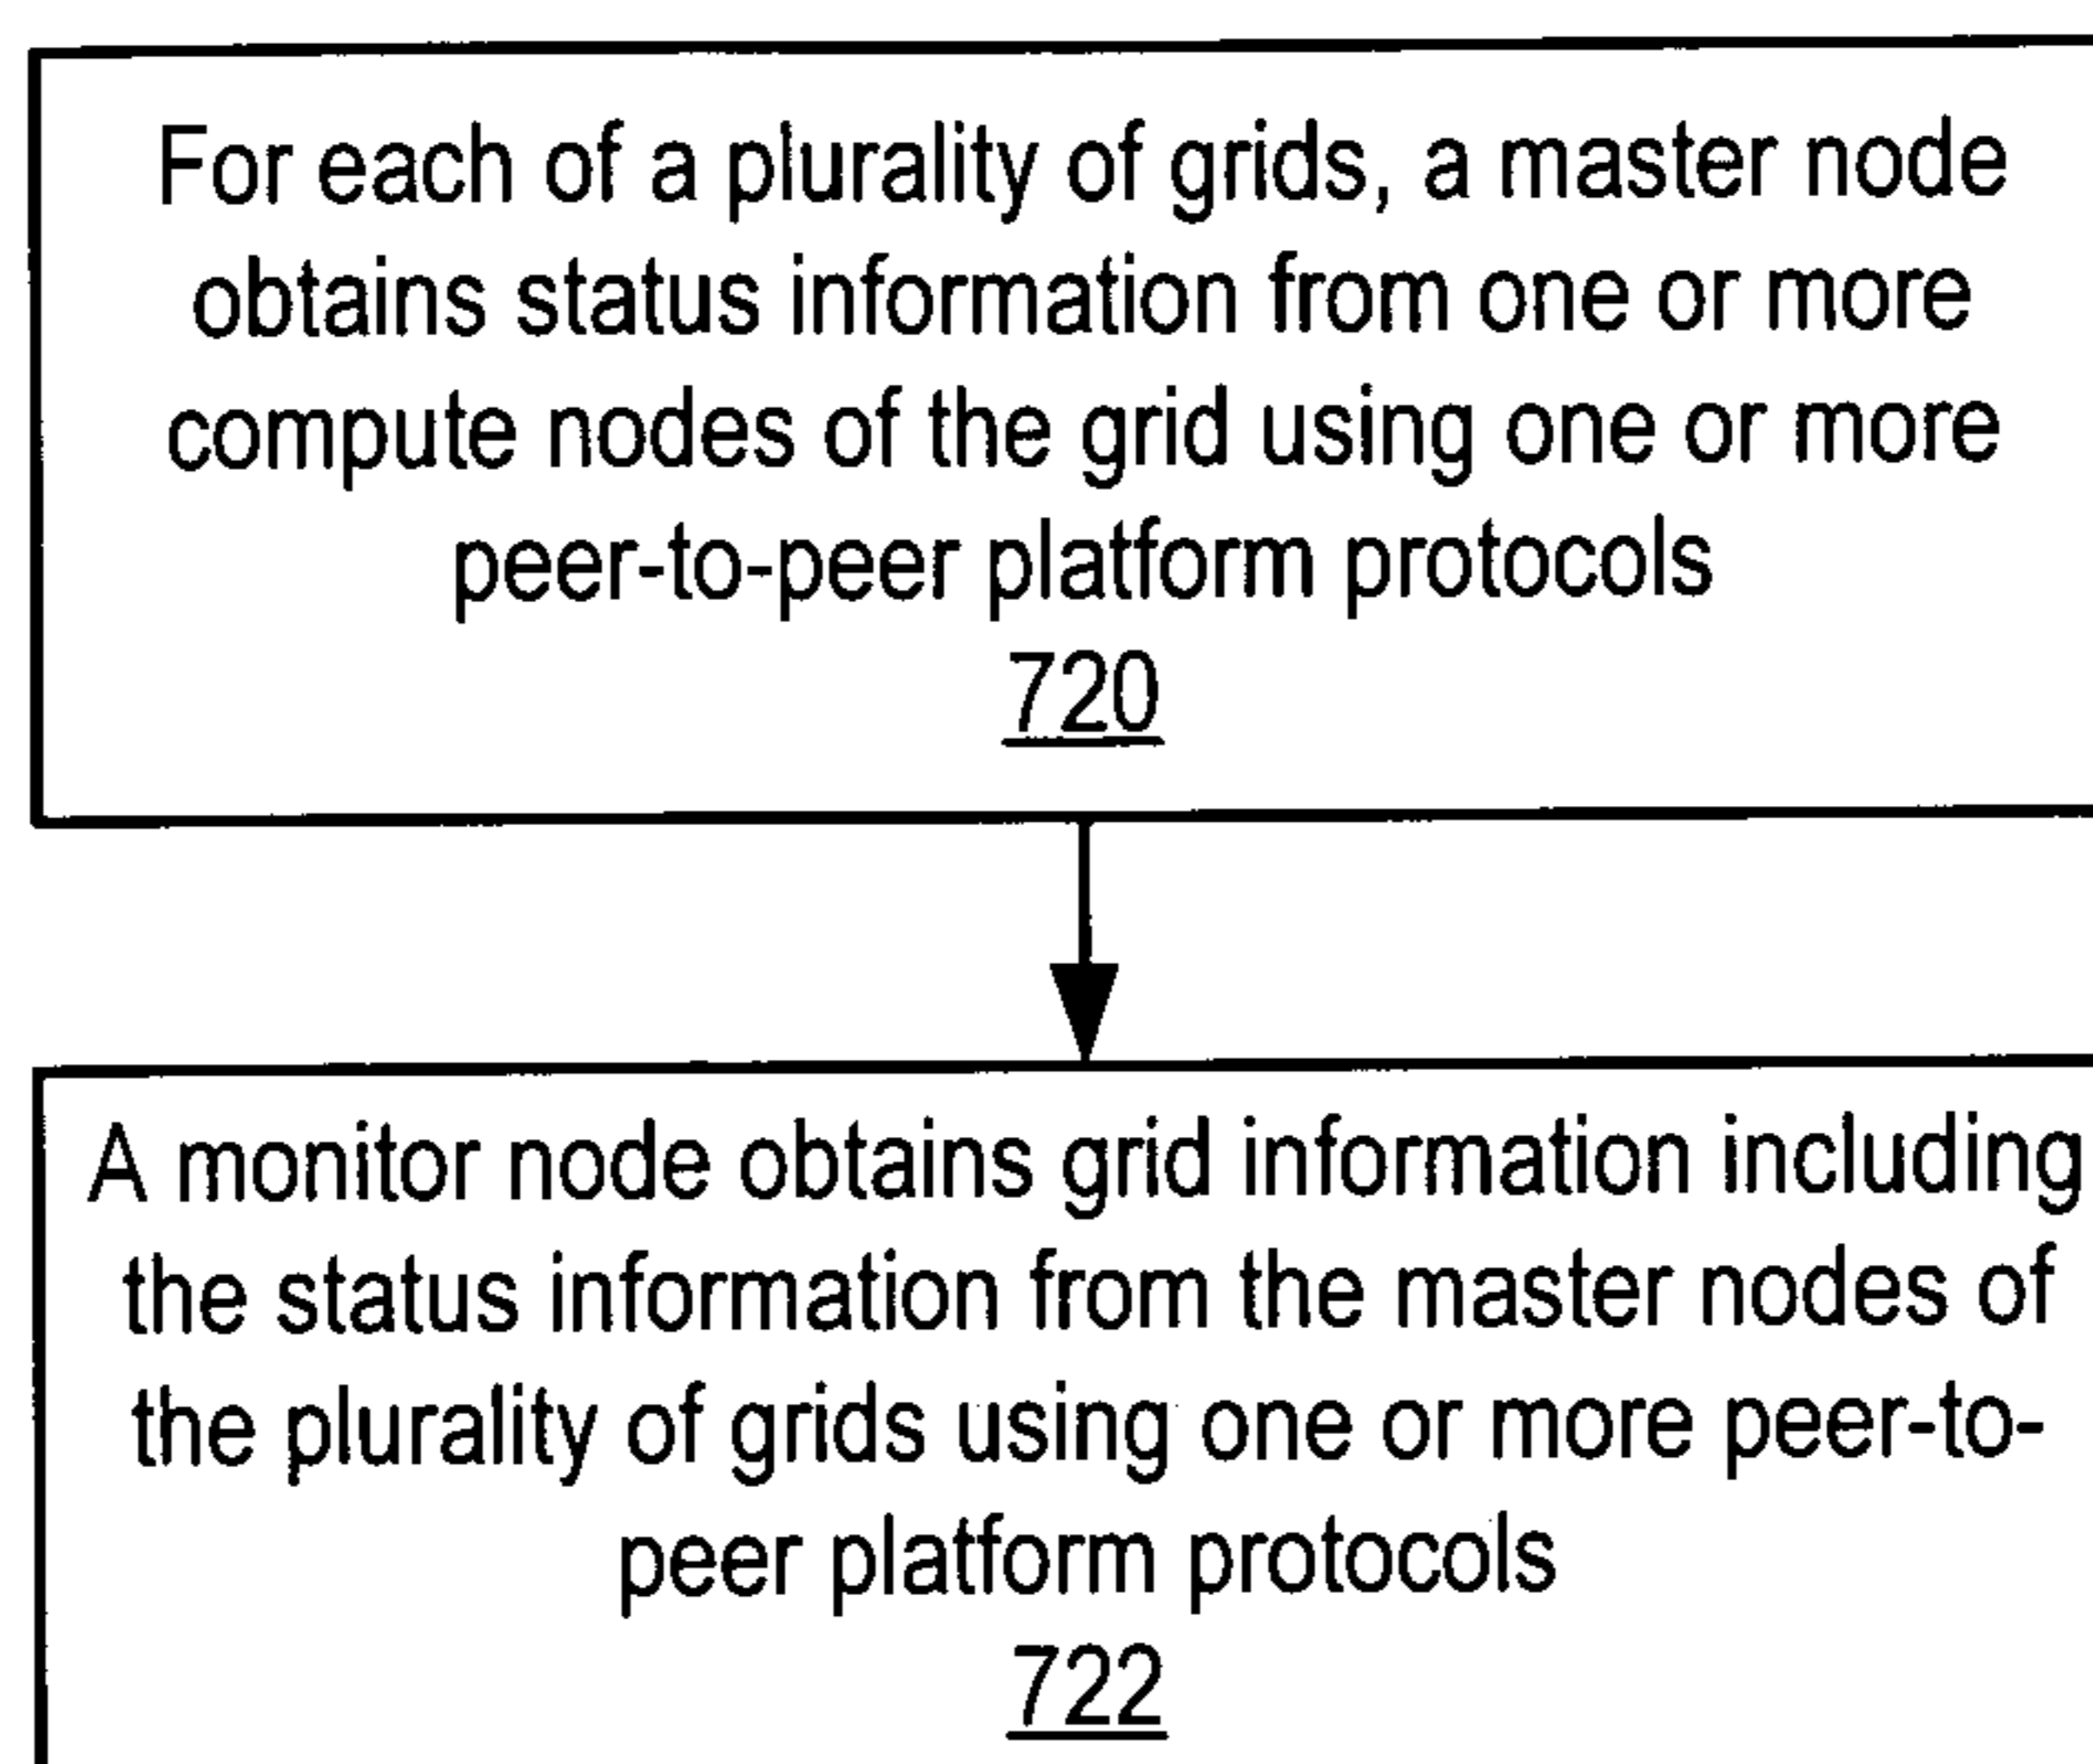 For each of a plurality of grids, a master node
obtains status information from one or more
compute nodes of the grid using one or more
peer-to-peer platform protocols
720
A monitor node obtains grid information including
the status information from the master nodes of
the plurality of grids using one or more peer-to-
peer platform protocols
722